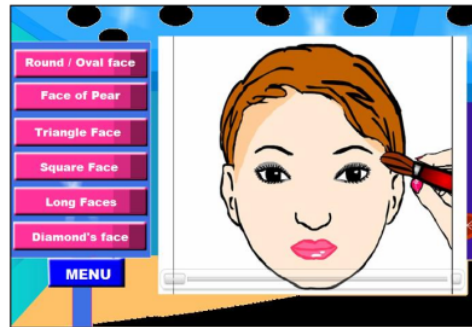 Round / Oval face
Face of Pear
Triangle Face
Square Face
Long Faces
Diamond's face
MENU